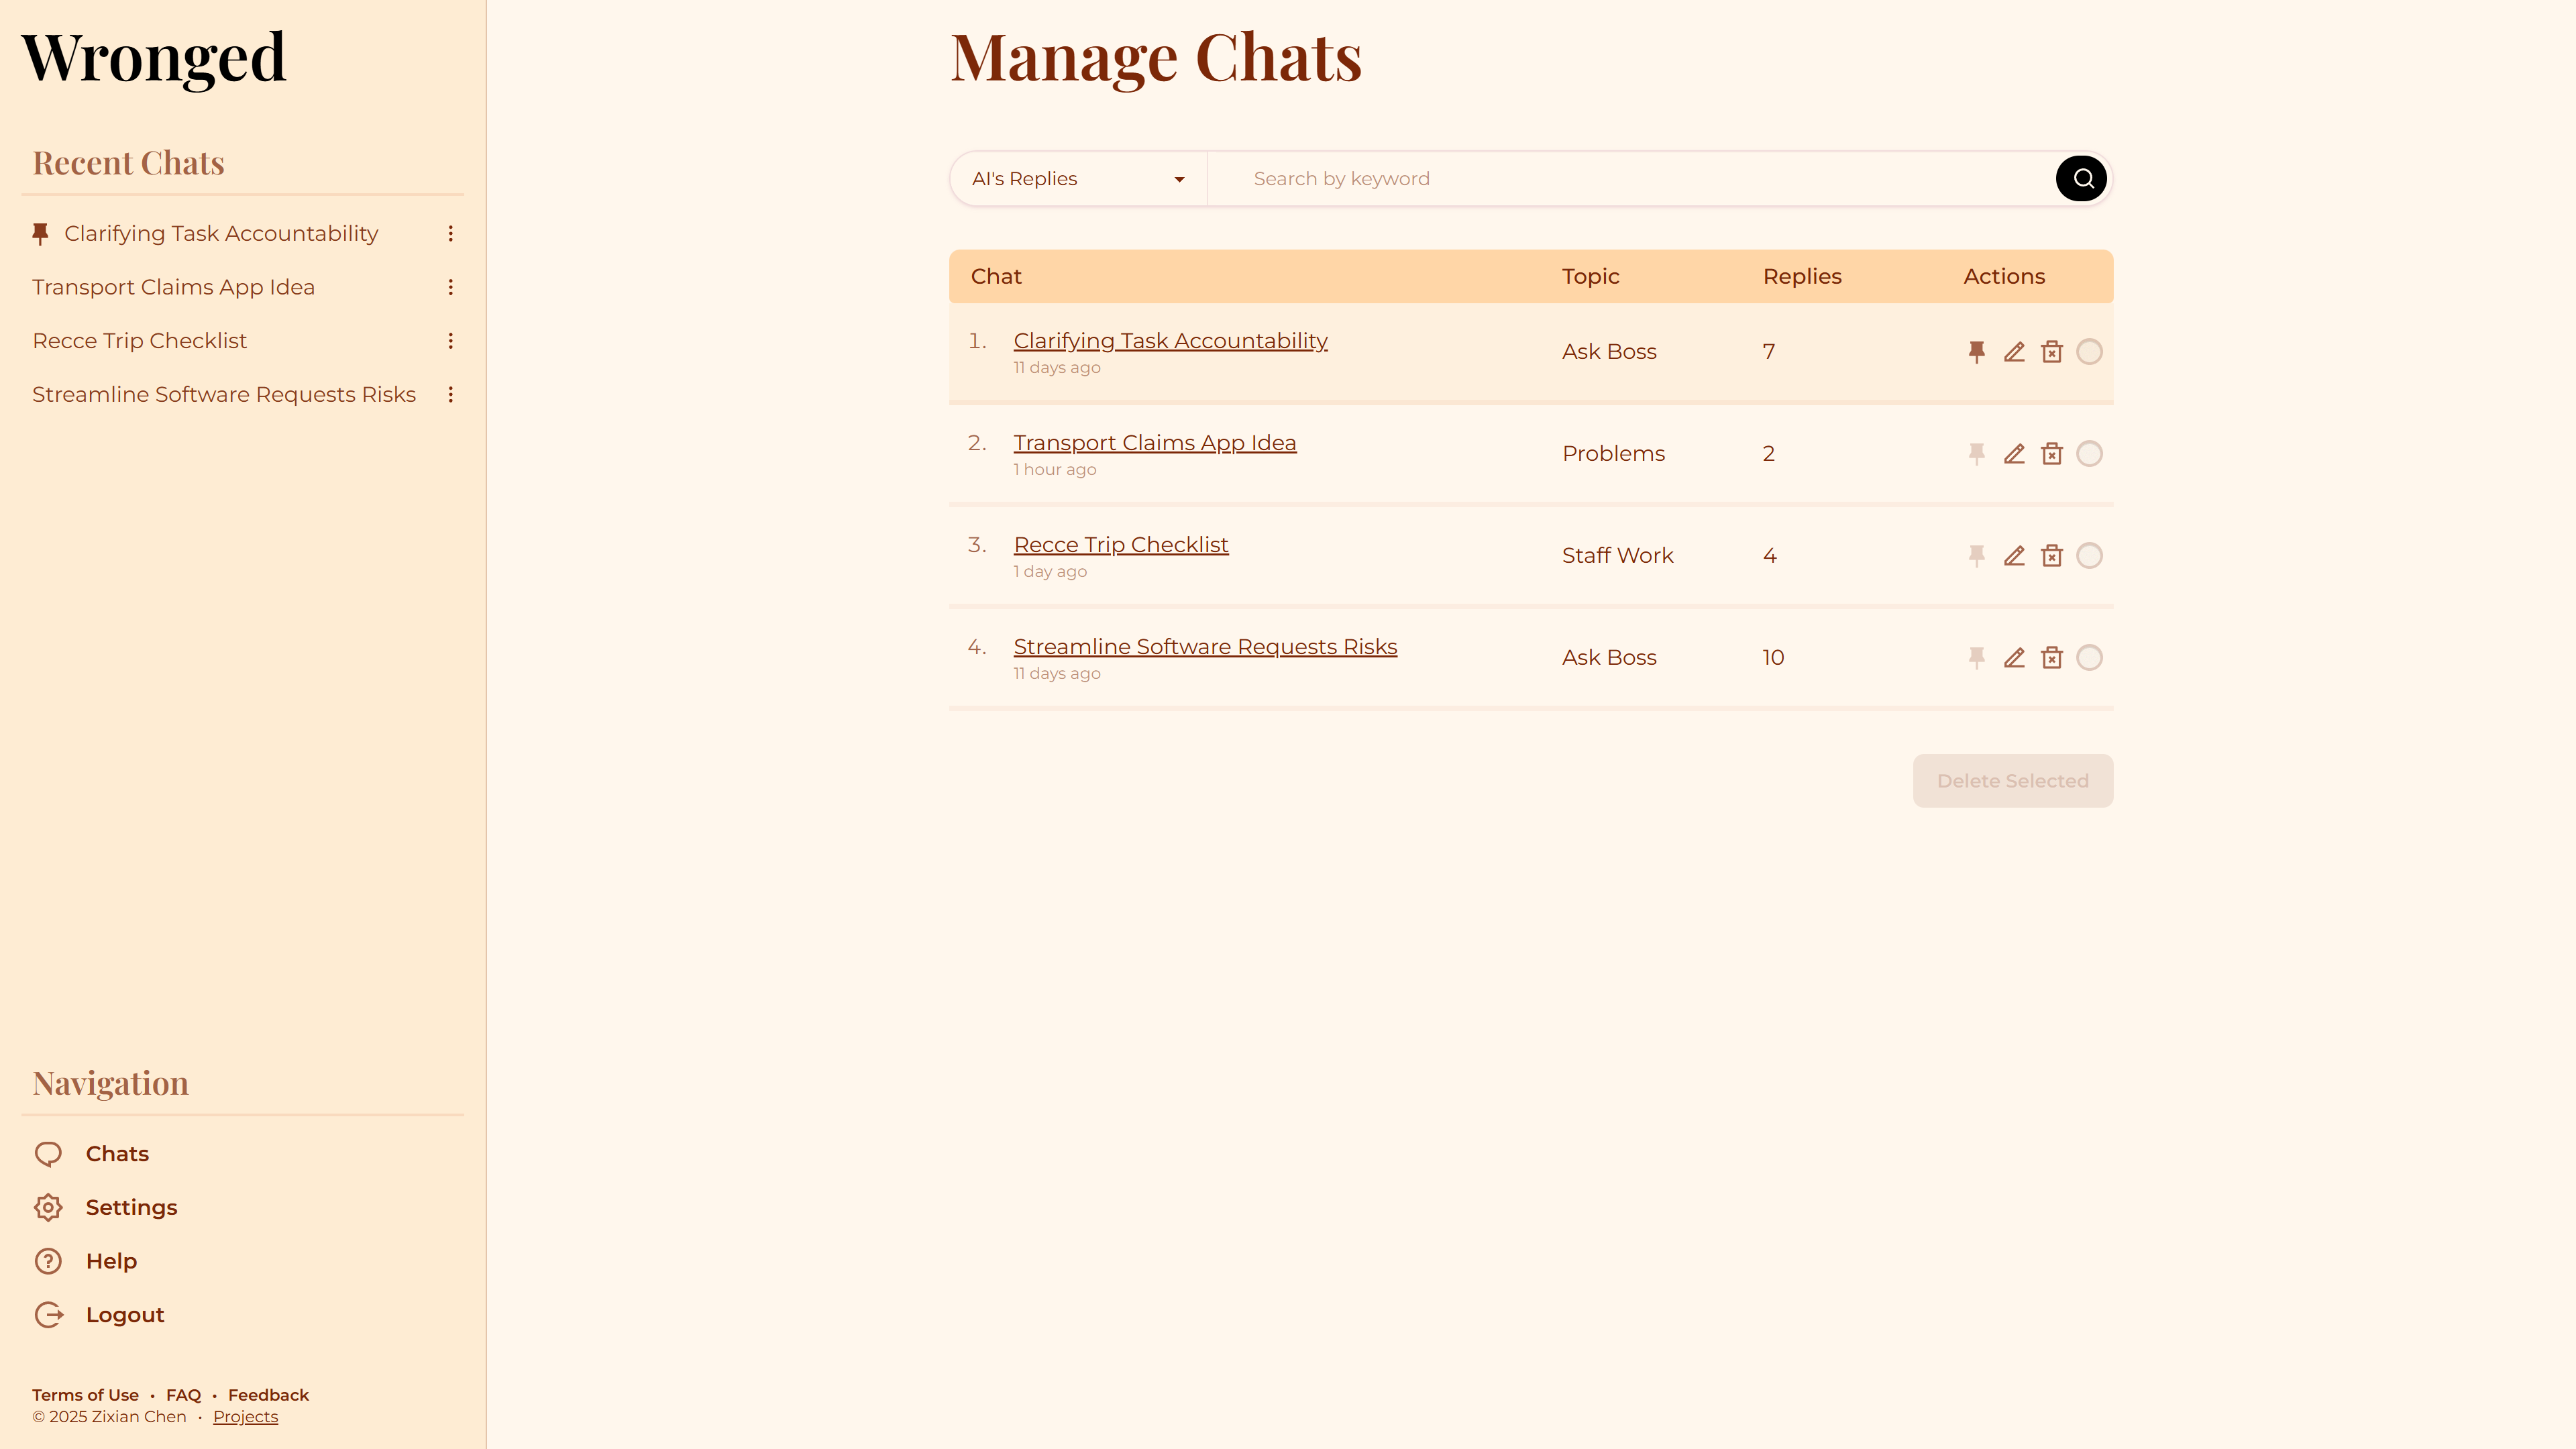 Wronged
Recent Chats
Clarifying Task Accountability
Transport Claims App Idea
Recce Trip Checklist
Streamline Software Requests Risks
Navigation
Chats
Settings
Help
Logout
Terms of Use • FAQ • Feedback
© 2025 Zixian Chen • Projects
Manage Chats
AI's Replies Search by keyword
Chat Topic Replies Actions
1. Clarifying Task Accountability Ask Boss 7
11 days ago
2. Transport Claims App Idea Problems 2
1 hour ago
3. Recce Trip Checklist Staff Work 4
1 day ago
4. Streamline Software Requests Risks Ask Boss 10
11 days ago
Delete Selected